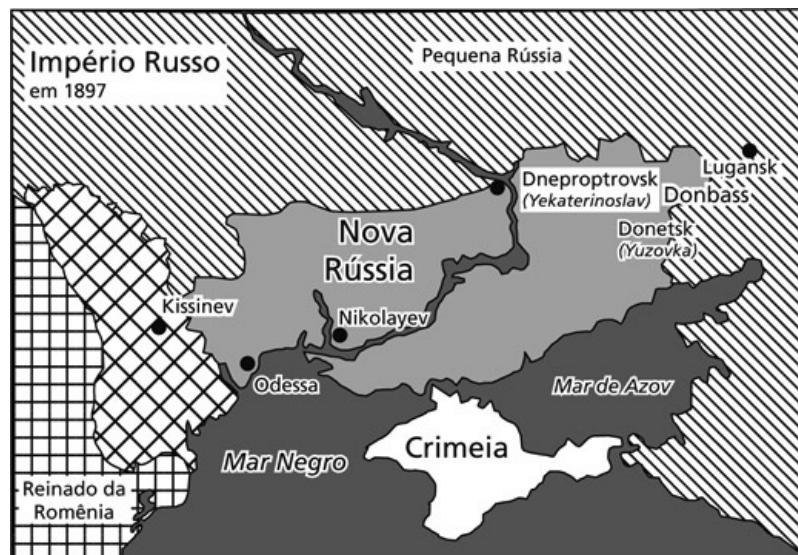 Império Russo
em 1897
Pequena Rússia
Lugansk
Dneproptrovsk
(Yekaterinoslav)
Donbass
Nova
Rússia
Donetsk
(Yuzovka)
Kissinev
Nikolayev
Odessa
Mar de Azov
Crimeia
Mar Negro
Reinado da
Romênia